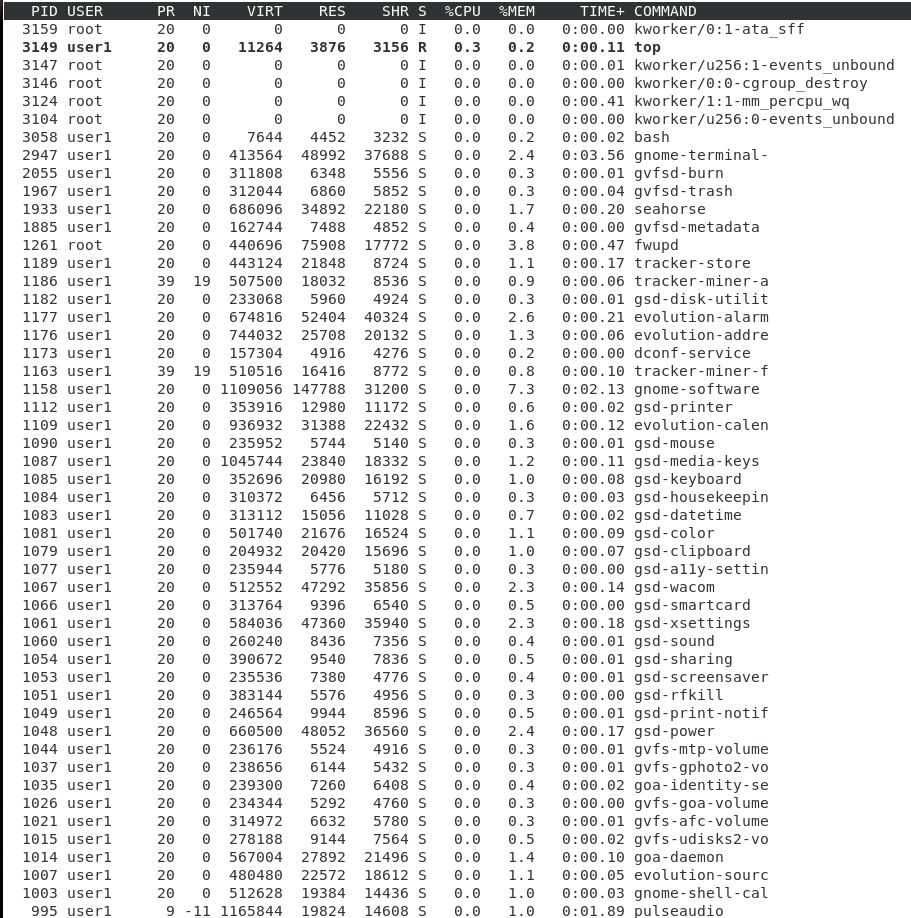 PID USER PR NI VIRT RES SHR S %CPU %MEM TIME+ COMMAND
3159 root 20 0 0 0 0 I 0.0 0.0 0:00.00 kworker/0:1-ata_sff
3149 user1 20 0 11264 3876 3156 R 0.3 0.2 0:00.11 top
3147 root 20 0 0 0 0 I 0.0 0.0 0:00.01 kworker/u256:1-events_unbound
3146 root 20 0 0 0 0 I 0.0 0.0 0:00.00 kworker/0:0-cgroup_destroy
3124 root 20 0 0 0 0 I 0.0 0.0 0:00.41 kworker/1:1-mm_percpu_wq
3104 root 20 0 0 0 0 I 0.0 0.0 0:00.00 kworker/u256:0-events_unbound
3058 user1 20 0 7644 4452 3232 S 0.0 0.2 0:00.02 bash
2947 user1 20 0 413564 48992 37688 S 0.0 2.4 0:03.56 gnome-terminal-
2055 user1 20 0 311808 6348 5556 S 0.0 0.3 0:00.01 gvfsd-burn
1967 user1 20 0 312044 6860 5852 S 0.0 0.3 0:00.04 gvfsd-trash
1933 user1 20 0 686096 34892 22180 S 0.0 1.7 0:00.20 seahorse
1885 user1 20 0 162744 7488 4852 S 0.0 0.4 0:00.00 gvfsd-metadata
1261 root 20 0 440696 75908 17772 S 0.0 3.8 0:00.47 fwupd
1189 user1 20 0 443124 21848 8724 S 0.0 1.1 0:00.17 tracker-store
1186 user1 39 19 507500 18032 8536 S 0.0 0.9 0:00.06 tracker-miner-a
1182 user1 20 0 233068 5960 4924 S 0.0 0.3 0:00.01 gsd-disk-utilit
1177 user1 20 0 674816 52404 40324 S 0.0 2.6 0:00.21 evolution-alarm
1176 user1 20 0 744032 25708 20132 S 0.0 1.3 0:00.06 evolution-addre
1173 user1 20 0 157304 4916 4276 S 0.0 0.2 0:00.00 dconf-service
1163 user1 39 19 510516 16416 8772 S 0.0 0.8 0:00.10 tracker-miner-f
1158 user1 20 0 1109056 147788 31200 S 0.0 7.3 0:02.13 gnome-software
1112 user1 20 0 353916 12980 11172 S 0.0 0.6 0:00.02 gsd-printer
1109 user1 20 0 936932 31388 22432 S 0.0 1.6 0:00.12 evolution-calen
1090 user1 20 0 235952 5744 5140 S 0.0 0.3 0:00.01 gsd-mouse
1087 user1 20 0 1045744 23840 18332 S 0.0 1.2 0:00.11 gsd-media-keys
1085 user1 20 0 352696 20980 16192 S 0.0 1.0 0:00.08 gsd-keyboard
1084 user1 20 0 310372 6456 5712 S 0.0 0.3 0:00.03 gsd-housekeepin
1083 user1 20 0 313112 15056 11028 S 0.0 0.7 0:00.02 gsd-datetime
1081 user1 20 0 501740 21676 16524 S 0.0 1.1 0:00.09 gsd-color
1079 user1 20 0 204932 20420 15696 S 0.0 1.0 0:00.07 gsd-clipboard
1077 user1 20 0 235944 5776 5180 S 0.0 0.3 0:00.00 gsd-a11y-settin
1067 user1 20 0 512552 47292 35856 S 0.0 2.3 0:00.14 gsd-wacom
1066 user1 20 0 313764 9396 6540 S 0.0 0.5 0:00.00 gsd-smartcard
1061 user1 20 0 584036 47360 35940 S 0.0 2.3 0:00.18 gsd-xsettings
1060 user1 20 0 260240 8436 7356 S 0.0 0.4 0:00.01 gsd-sound
1054 user1 20 0 390672 9540 7836 S 0.0 0.5 0:00.01 gsd-sharing
1053 user1 20 0 235536 7380 4776 S 0.0 0.4 0:00.01 gsd-screensaver
1051 user1 20 0 383144 5576 4956 S 0.0 0.3 0:00.00 gsd-rfkill
1049 user1 20 0 246564 9944 8596 S 0.0 0.5 0:00.01 gsd-print-notif
1048 user1 20 0 660500 48052 36560 S 0.0 2.4 0:00.17 gsd-power
1044 user1 20 0 236176 5524 4916 S 0.0 0.3 0:00.01 gvfs-mtp-volume
1037 user1 20 0 238656 6144 5432 S 0.0 0.3 0:00.01 gvfs-gphoto2-vo
1035 user1 20 0 239300 7260 6408 S 0.0 0.4 0:00.02 goa-identity-se
1026 user1 20 0 234344 5292 4760 S 0.0 0.3 0:00.00 gvfs-goa-volume
1021 user1 20 0 314972 6632 5780 S 0.0 0.3 0:00.01 gvfs-afc-volume
1015 user1 20 0 278188 9144 7564 S 0.0 0.5 0:00.02 gvfs-udisks2-vo
1014 user1 20 0 567004 27892 21496 S 0.0 1.4 0:00.10 goa-daemon
1007 user1 20 0 480480 22572 18612 S 0.0 1.1 0:00.05 evolution-sourc
1003 user1 20 0 512628 19384 14436 S 0.0 1.0 0:00.03 gnome-shell-cal
995 user1 9 -11 1165844 19824 14608 S 0.0 1.0 0:01.89 pulseaudio